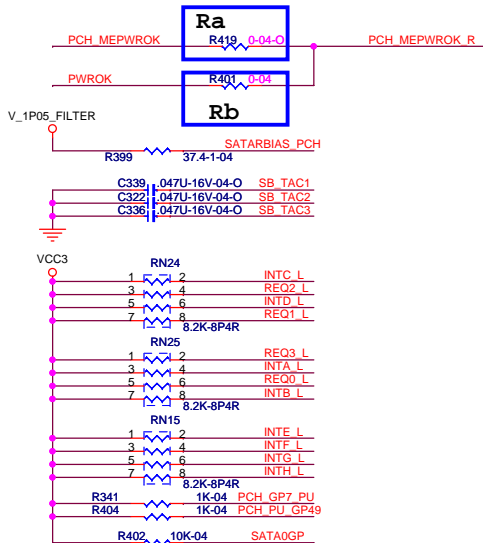 Ra
PCH_MEPWROK R419 0-04-O PCH_MEPWROK_R
PWROK R401 0-04
Rb
V_1P05_FILTER
SATARBIAS_PCH
R399 37.4-1-04
C339 .047U-16V-04-O SB_TAC1
C322 .047U-16V-04-O SB_TAC2
C336 .047U-16V-04-O SB_TAC3
VCC3
RN24
1 2 INTC_L
3 4 REQ2_L
5 6 INTD_L
7 8 REQ1_L
8.2K-8P4R
RN25
1 2 REQ3_L
3 4 INTA_L
5 6 REQ0_L
7 8 INTB_L
8.2K-8P4R
RN15
1 2 INTE_L
3 4 INTF_L
5 6 INTG_L
7 8 INTH_L
8.2K-8P4R
R341 1K-04 PCH_GP7_PU
R404 1K-04 PCH_PU_GP49
R402 10K-04 SATA0GP